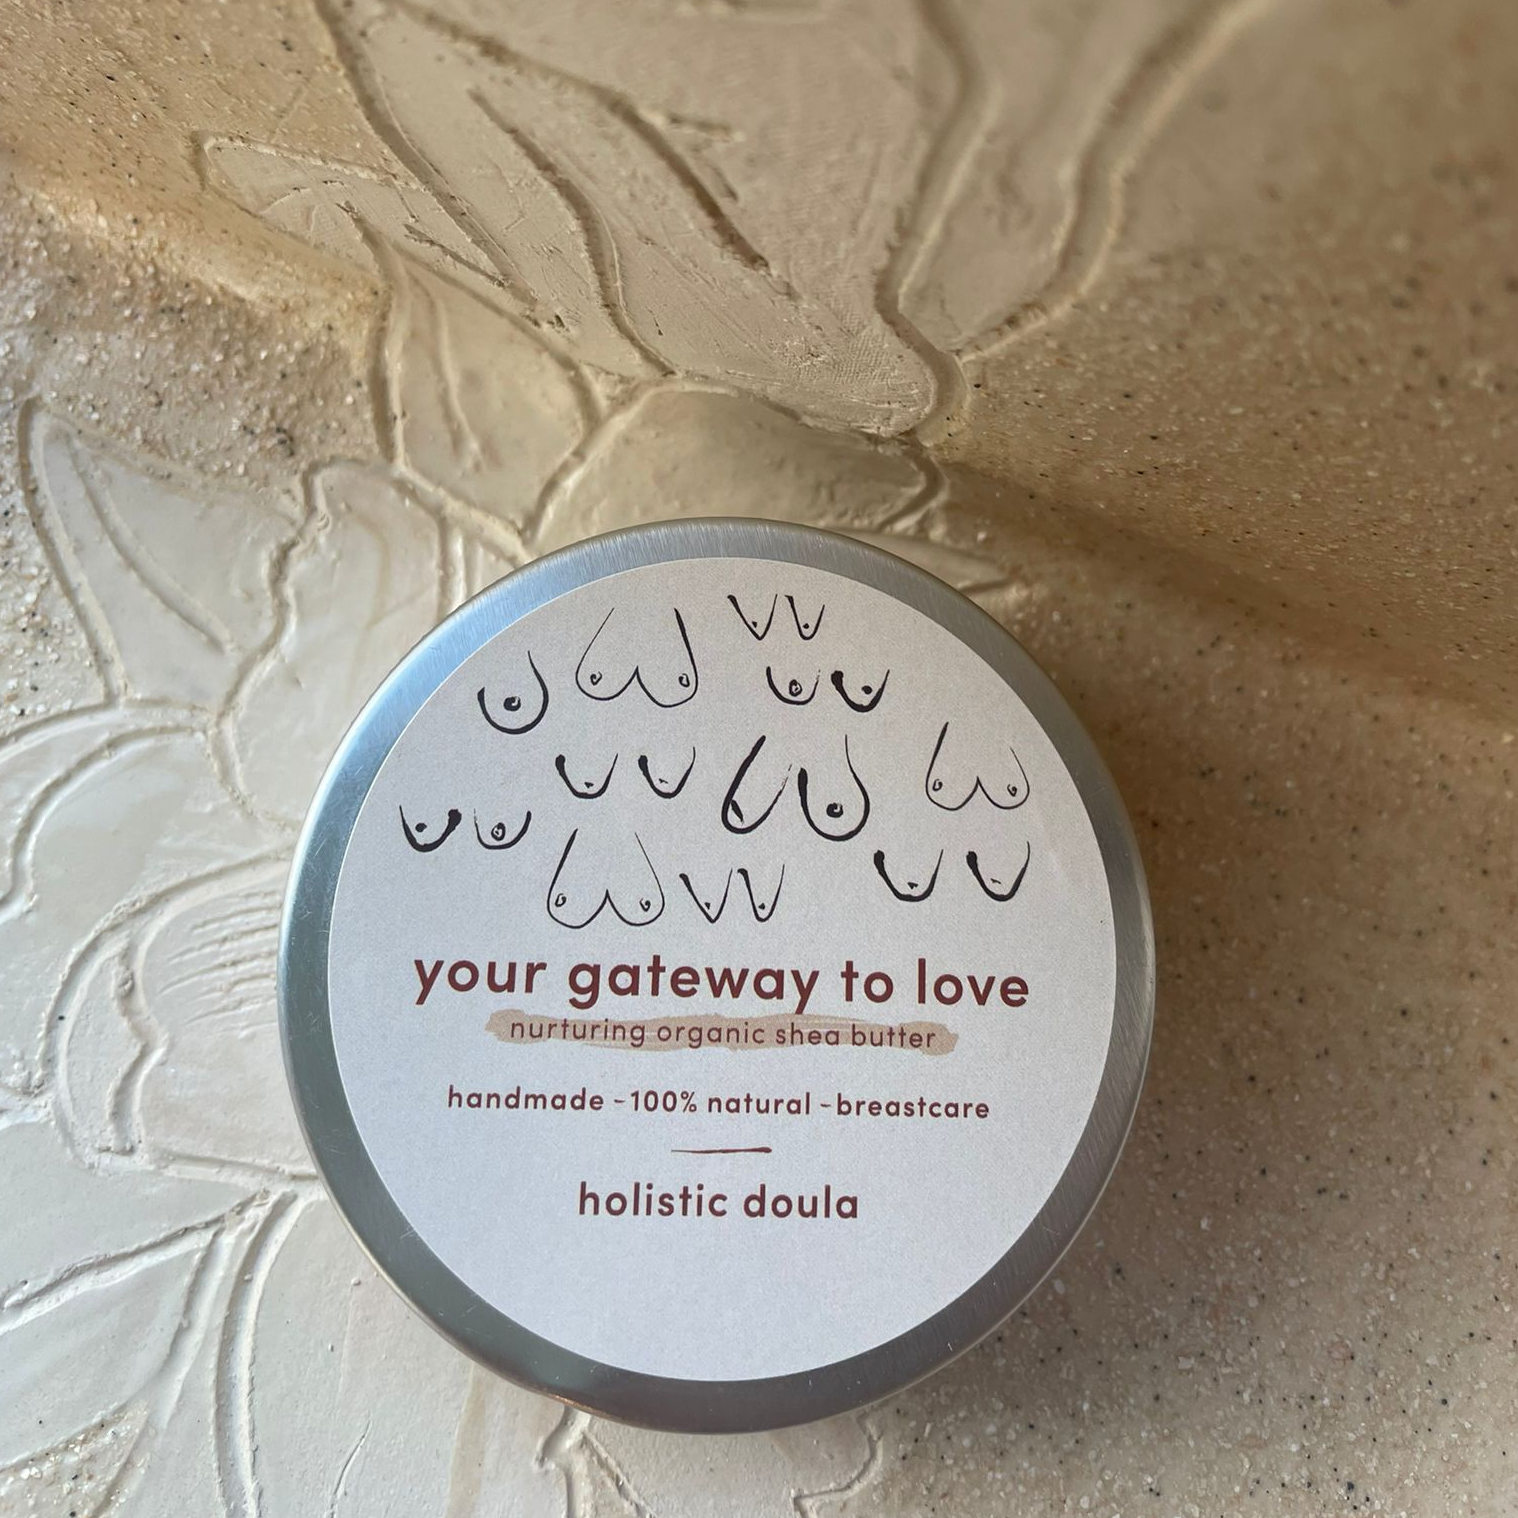 your gateway to love
nurturing organic shea butter
handmade -100% natural -breastcare
holistic doula